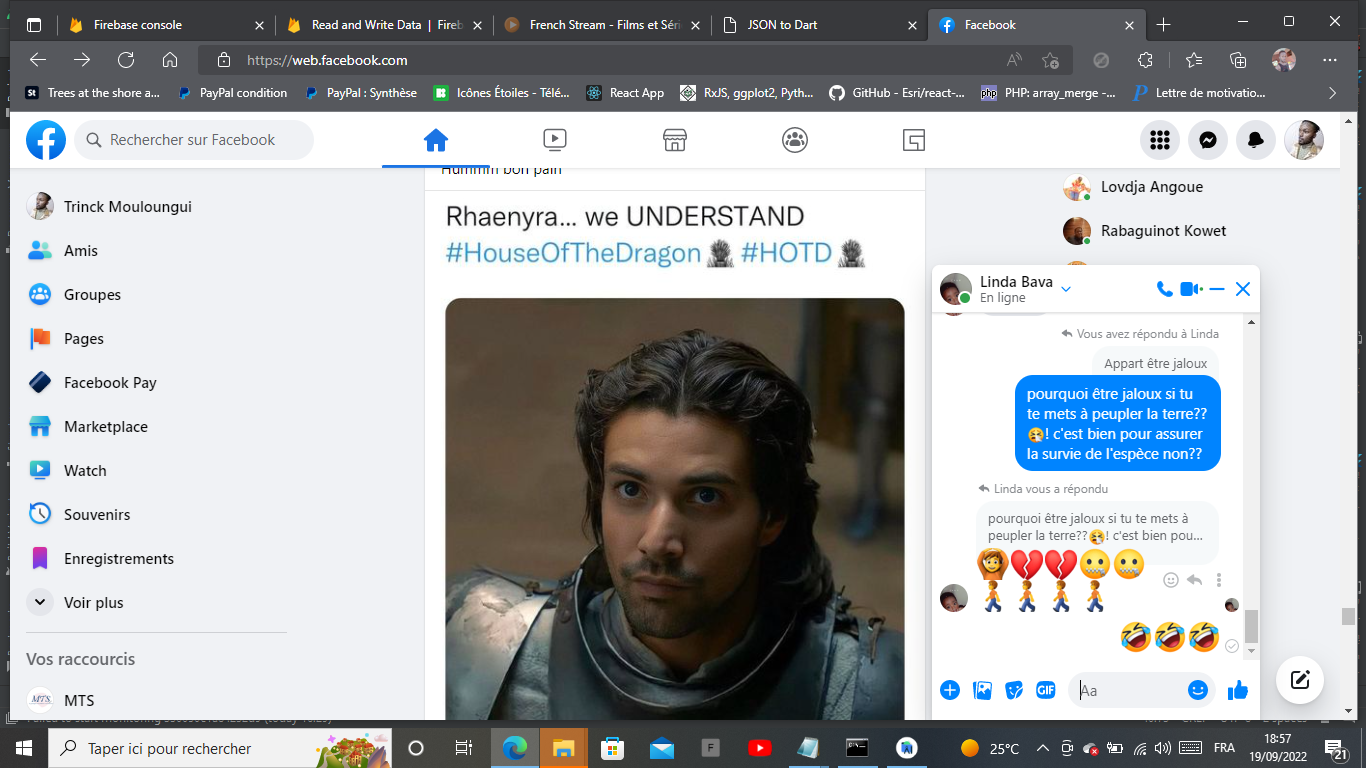 Firebase console
Read and Write Data | Fireb
French Stream - Films et Séri
JSON to Dart
Facebook
https://web.facebook.com
Trees at the shore a...
PayPal condition
PayPal : Synthèse
Icônes Étoiles - Télé...
React App
RxJS, ggplot2, Pyth...
GitHub - Esri/react-...
PHP: array_merge -...
Lettre de motivatio...
Rechercher sur Facebook
Trinck Mouloungui
Amis
Groupes
Pages
Facebook Pay
Marketplace
Watch
Souvenirs
Enregistrements
Voir plus
Vos raccourcis
MTS
Hummm bon pain
Rhaenyra... we UNDERSTAND
#HouseOfTheDragon #HOTD
Lovdja Angoue
Rabaguinot Kowet
Linda Bava
En ligne
Vous avez répondu à Linda
Appart être jaloux
pourquoi être jaloux si tu
te mets à peupler la terre??
! c'est bien pour assurer
la survie de l'espèce non??
Linda vous a répondu
pourquoi être jaloux si tu te mets à
peupler la terre??! c'est bien pou...
GIF
Aa
Taper ici pour rechercher
25°C
FRA
18:57
19/09/2022
21